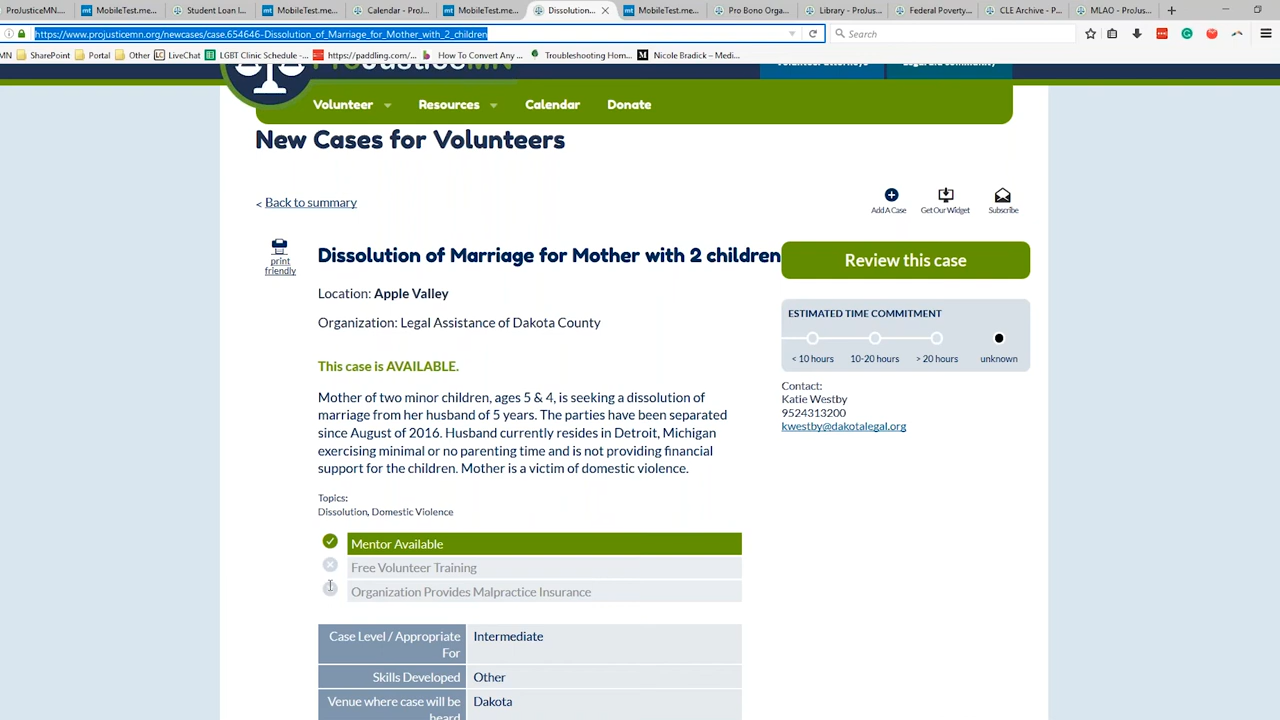 ProJusticeMN...
MobileTest.me...
Student Loan I...
MobileTest.me...
Calendar - ProJ...
MobileTest.me...
Dissolution...
MobileTest.me...
Pro Bono Organ...
Library - ProJus...
Federal Poverty...
CLE Archive - P...
MLAO - ProJus...
https://www.projusticemn.org/newcases/case.654646-Dissolution_of_Marriage_for_Mother_with_2_children
Search
MN
SharePoint
Portal
Other
LiveChat
LGBT Clinic Schedule -...
https://paddling.com/...
How To Convert Any ...
Troubleshooting Hom...
Nicole Bradick – Medi...
Volunteer
Resources
Calendar
Donate
New Cases for Volunteers
< Back to summary
Add A Case
Get Our Widget
Subscribe
print
friendly
Dissolution of Marriage for Mother with 2 children
Review this case
Location: Apple Valley
Organization: Legal Assistance of Dakota County
ESTIMATED TIME COMMITMENT
< 10 hours
10-20 hours
> 20 hours
unknown
This case is AVAILABLE.
Contact:
Katie Westby
9524313200
kwestby@dakotalegal.org
Mother of two minor children, ages 5 & 4, is seeking a dissolution of
marriage from her husband of 5 years. The parties have been separated
since August of 2016. Husband currently resides in Detroit, Michigan
exercising minimal or no parenting time and is not providing financial
support for the children. Mother is a victim of domestic violence.
Topics:
Dissolution, Domestic Violence
Mentor Available
Free Volunteer Training
Organization Provides Malpractice Insurance
Case Level / Appropriate
For
Intermediate
Skills Developed
Other
Venue where case will be
heard
Dakota